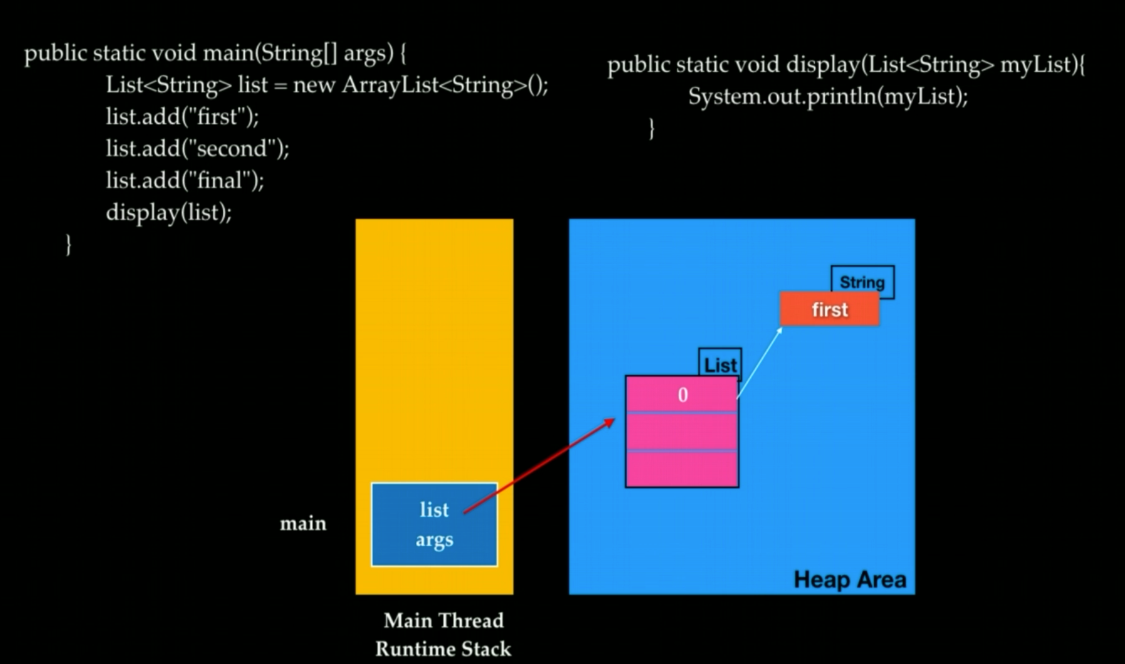 public static void main(String[] args) {
List<String> list = new ArrayList<String>();
list.add("first");
list.add("second");
list.add("final");
display(list);
}
public static void display(List<String> myList){
System.out.println(myList);
}
String
first
List
0
list
args
main
Heap Area
Main Thread
Runtime Stack